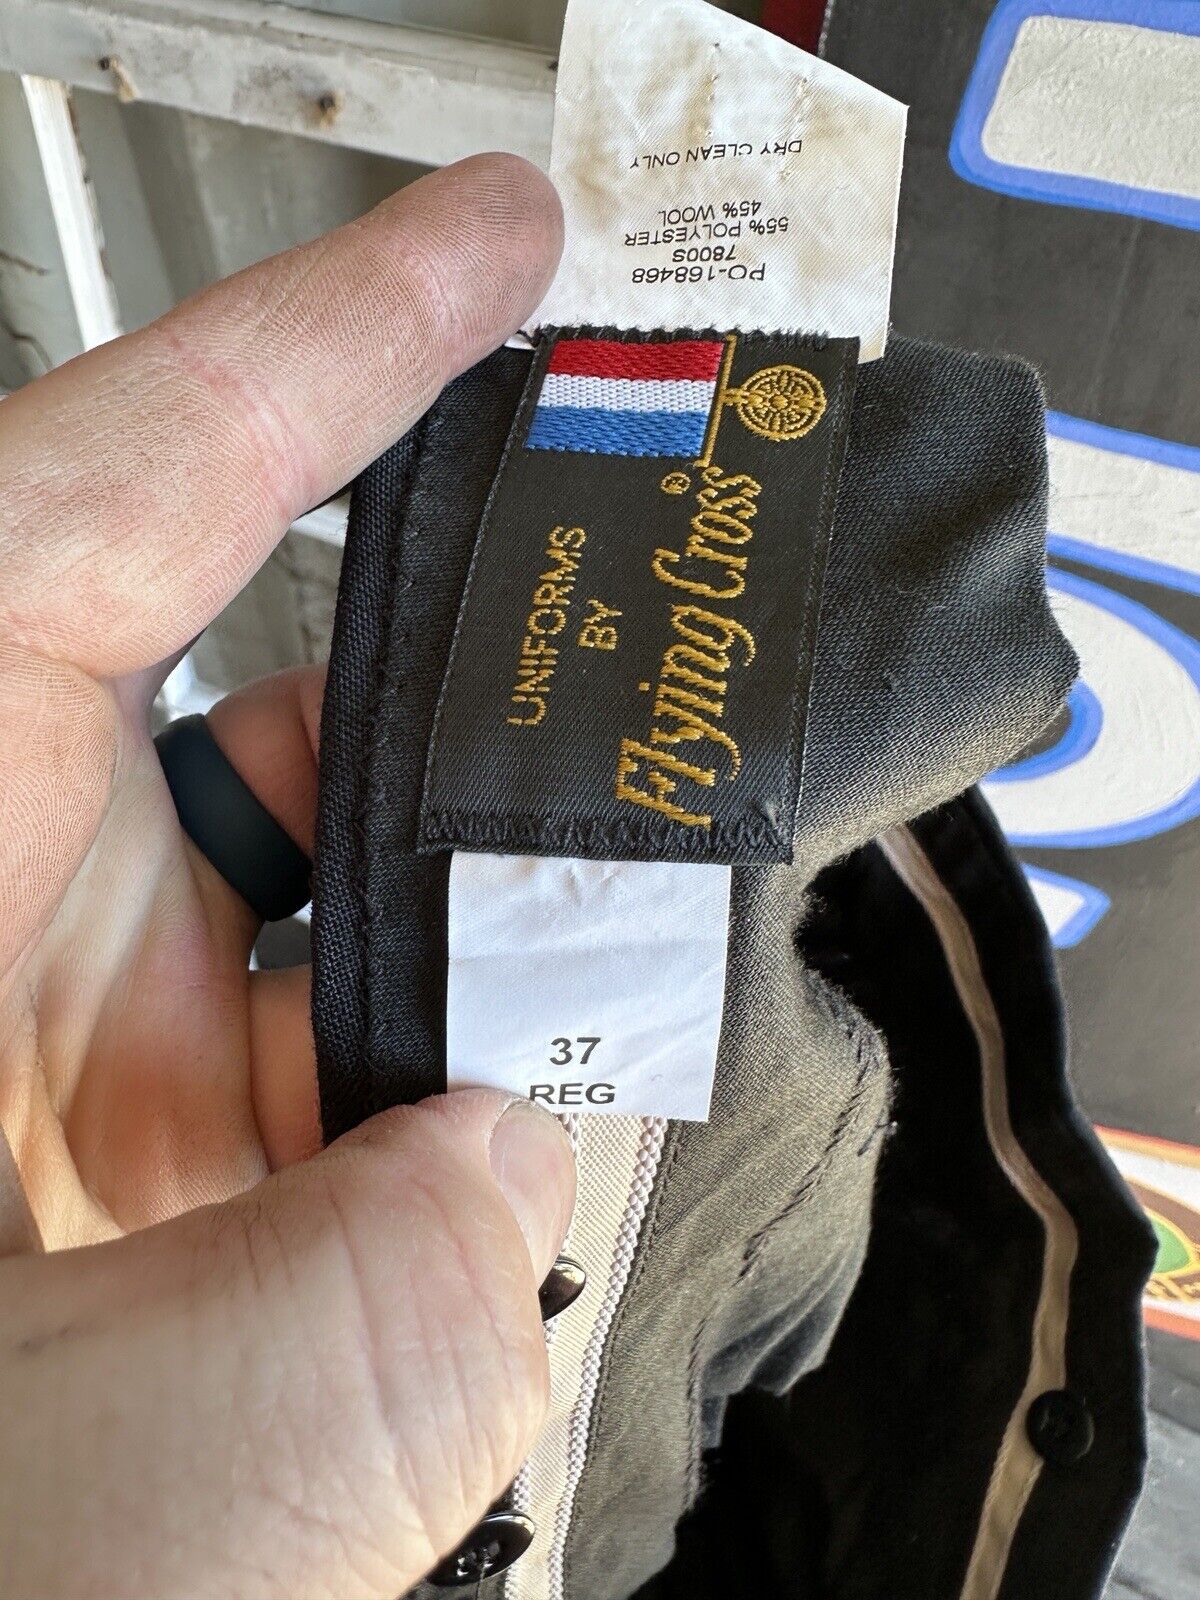 DRY CLEAN ONLY
PO-168468
7800S
55% POLYESTER
45% WOOL
UNIFORMS
BY
Flying Cross®
37
REG